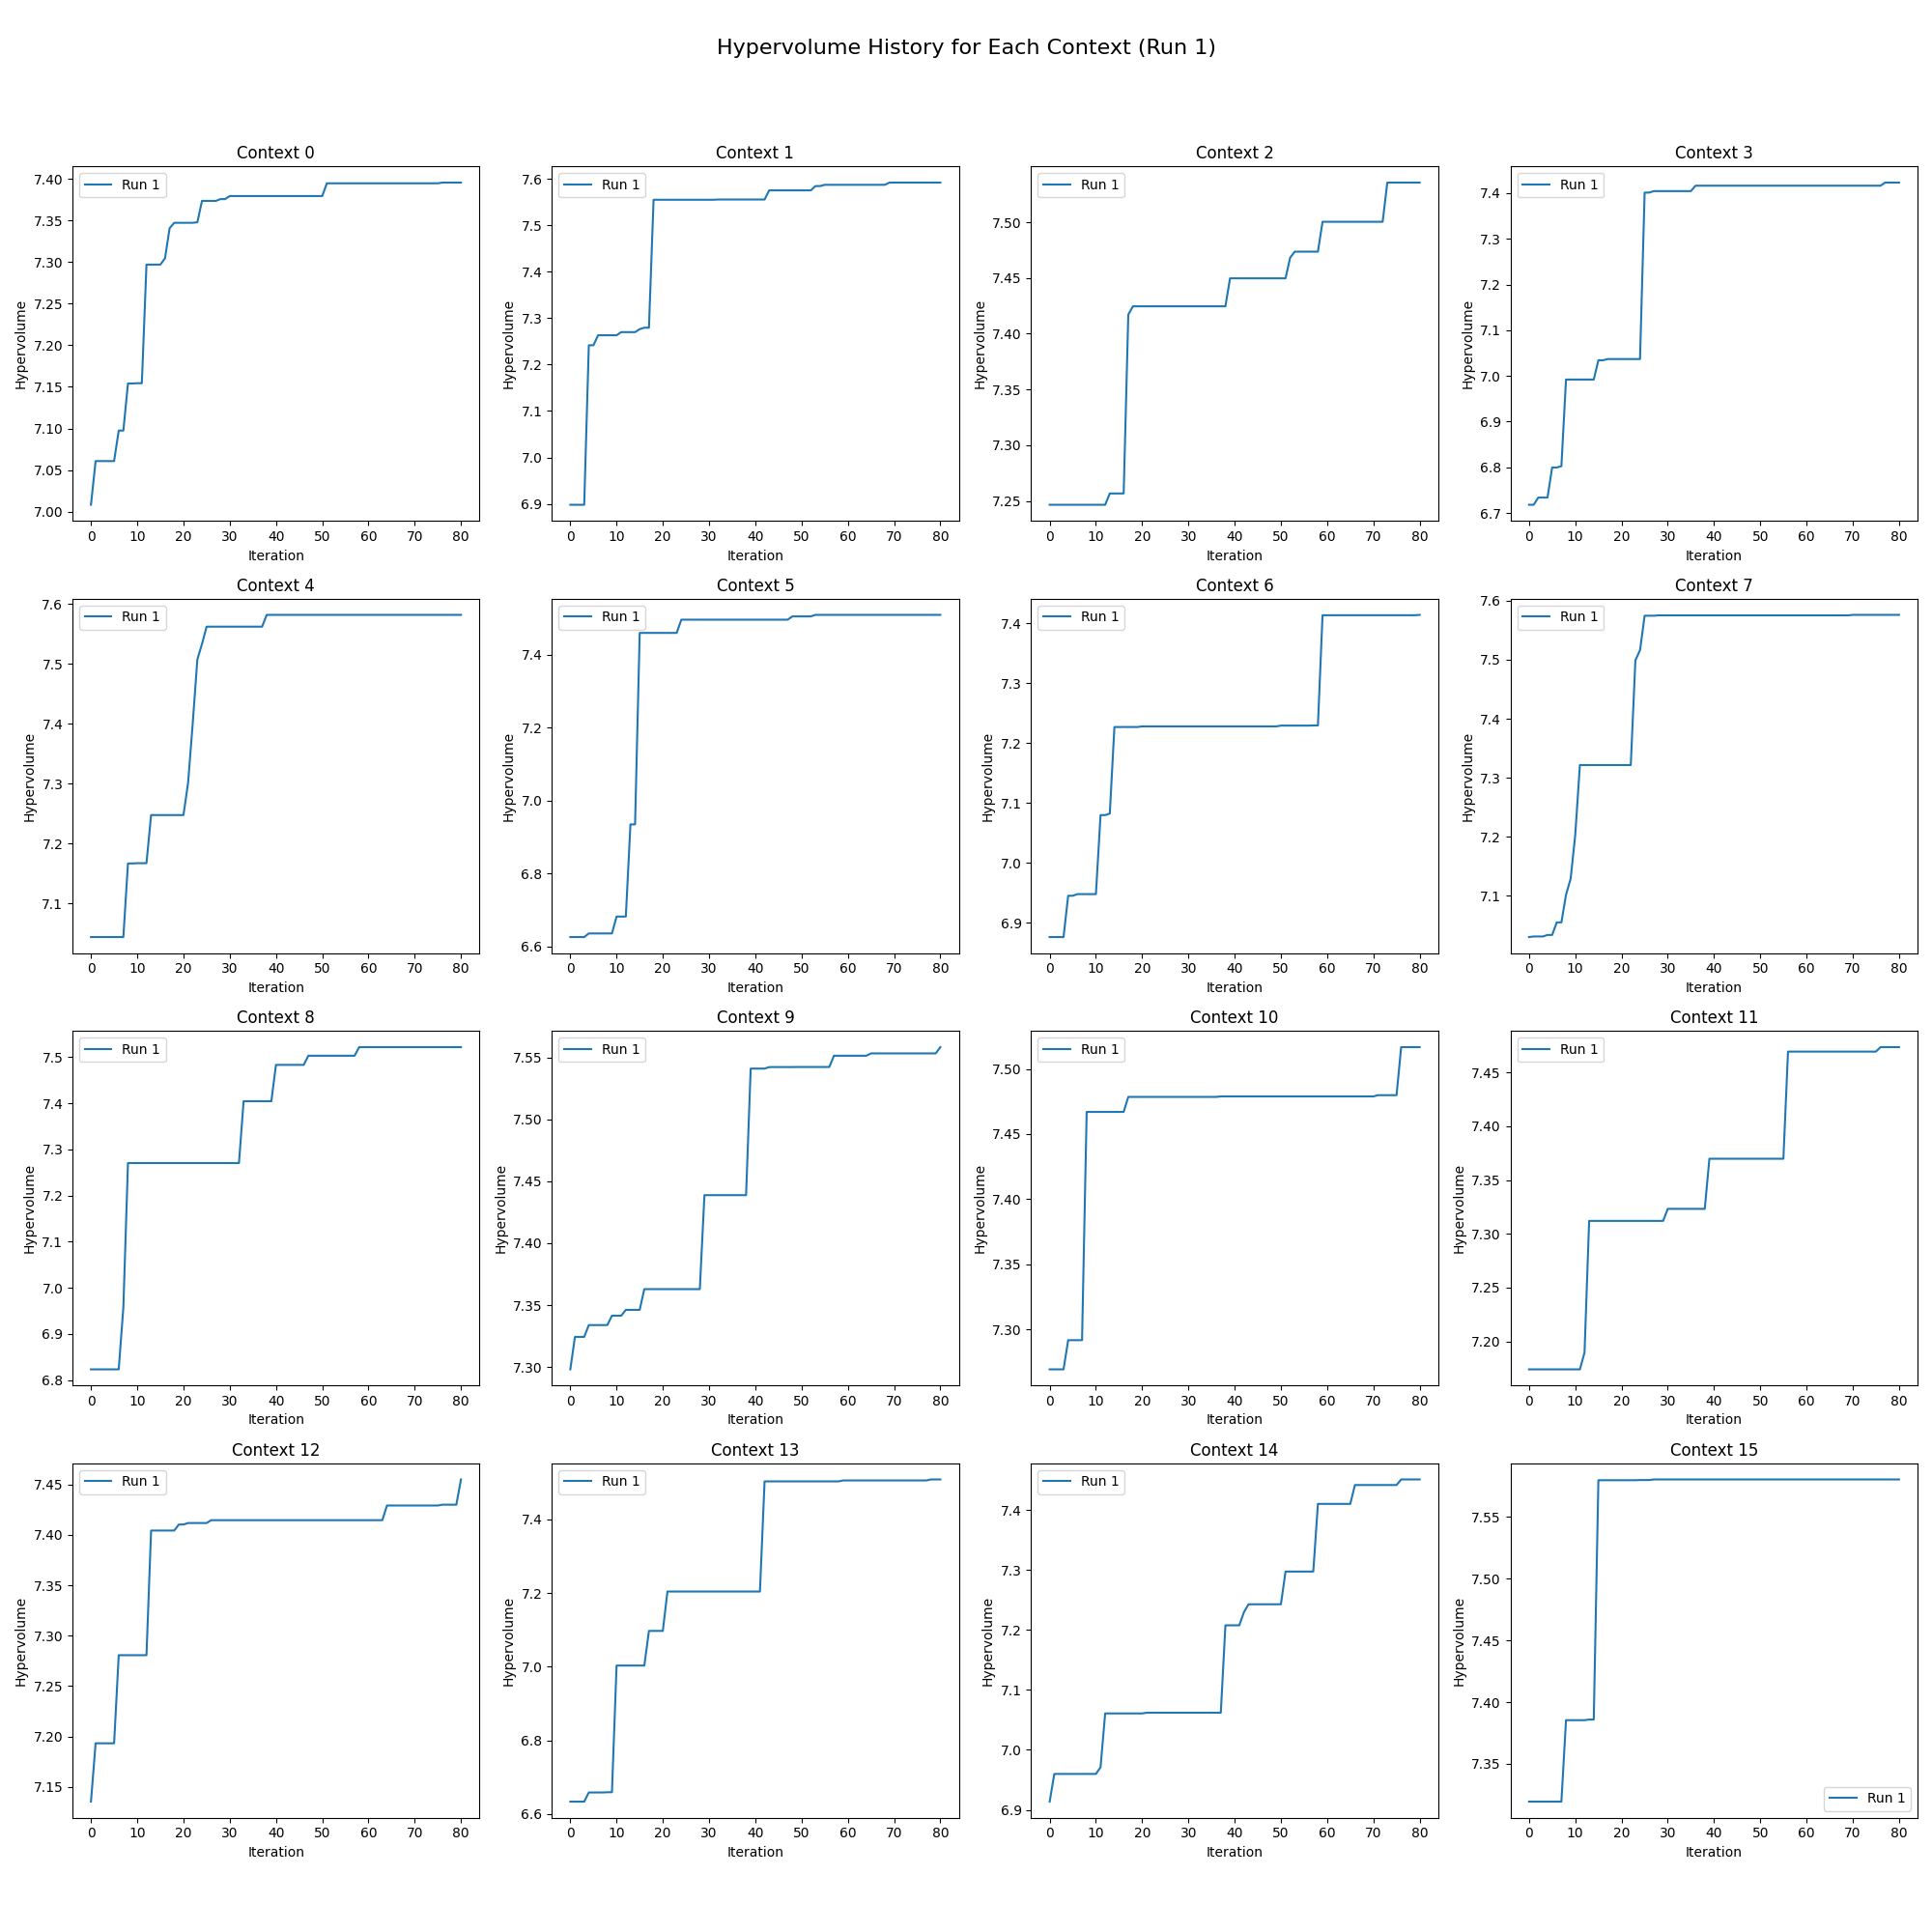 Hypervolume History for Each Context (Run 1)
Context 0
Run 1
Hypervolume
7.40
7.35
7.30
7.25
7.20
7.15
7.10
7.05
7.00
0 10 20 30 40 50 60 70 80
Iteration
Context 1
Run 1
Hypervolume
7.6
7.5
7.4
7.3
7.2
7.1
7.0
6.9
0 10 20 30 40 50 60 70 80
Iteration
Context 2
Run 1
Hypervolume
7.50
7.45
7.40
7.35
7.30
7.25
0 10 20 30 40 50 60 70 80
Iteration
Context 3
Run 1
Hypervolume
7.4
7.3
7.2
7.1
7.0
6.9
6.8
6.7
0 10 20 30 40 50 60 70 80
Iteration
Context 4
Run 1
Hypervolume
7.6
7.5
7.4
7.3
7.2
7.1
0 10 20 30 40 50 60 70 80
Iteration
Context 5
Run 1
Hypervolume
7.4
7.2
7.0
6.8
6.6
0 10 20 30 40 50 60 70 80
Iteration
Context 6
Run 1
Hypervolume
7.4
7.3
7.2
7.1
7.0
6.9
0 10 20 30 40 50 60 70 80
Iteration
Context 7
Run 1
Hypervolume
7.6
7.5
7.4
7.3
7.2
7.1
0 10 20 30 40 50 60 70 80
Iteration
Context 8
Run 1
Hypervolume
7.5
7.4
7.3
7.2
7.1
7.0
6.9
6.8
0 10 20 30 40 50 60 70 80
Iteration
Context 9
Run 1
Hypervolume
7.55
7.50
7.45
7.40
7.35
7.30
0 10 20 30 40 50 60 70 80
Iteration
Context 10
Run 1
Hypervolume
7.50
7.45
7.40
7.35
7.30
0 10 20 30 40 50 60 70 80
Iteration
Context 11
Run 1
Hypervolume
7.45
7.40
7.35
7.30
7.25
7.20
0 10 20 30 40 50 60 70 80
Iteration
Context 12
Run 1
Hypervolume
7.45
7.40
7.35
7.30
7.25
7.20
7.15
0 10 20 30 40 50 60 70 80
Iteration
Context 13
Run 1
Hypervolume
7.4
7.2
7.0
6.8
6.6
0 10 20 30 40 50 60 70 80
Iteration
Context 14
Run 1
Hypervolume
7.4
7.3
7.2
7.1
7.0
6.9
0 10 20 30 40 50 60 70 80
Iteration
Context 15
Hypervolume
7.55
7.50
7.45
7.40
7.35
Run 1
0 10 20 30 40 50 60 70 80
Iteration